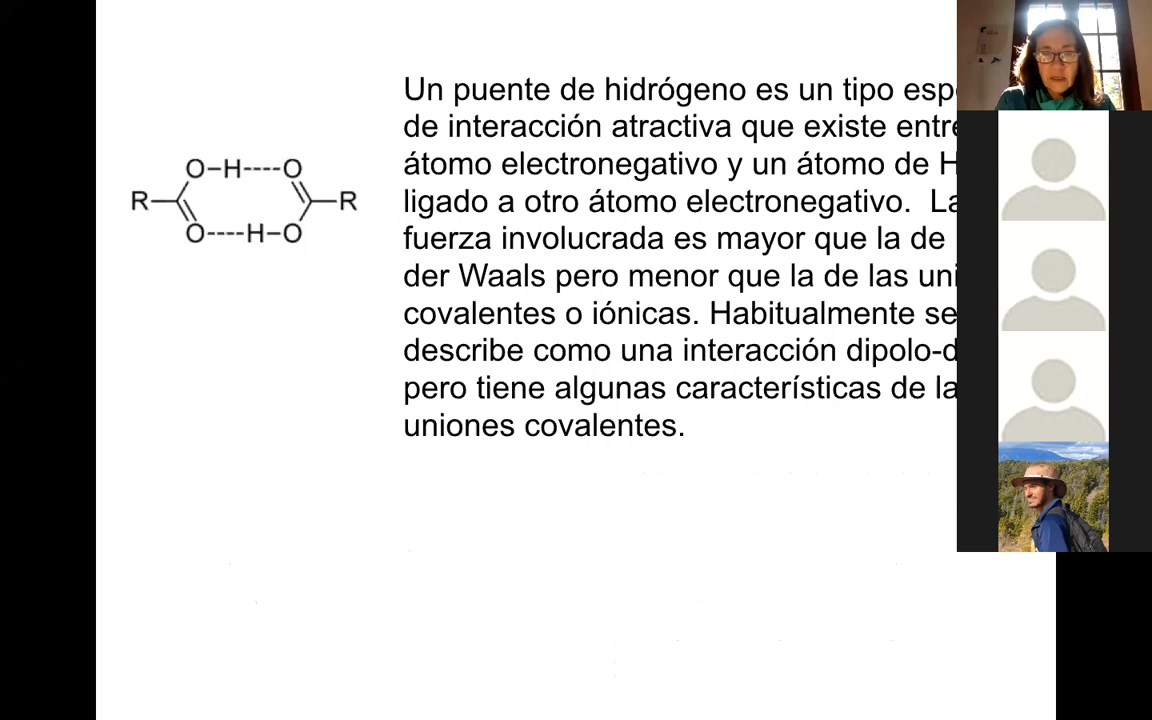 Un puente de hidrógeno es un tipo
de interacción atractiva que existe
átomo electronegativo y un átomo de H
ligado a otro átomo electronegativo. La
fuerza involucrada es mayor que la de
der Waals pero menor que la de las
covalentes o iónicas. Habitualmente se
describe como una interacción
pero tiene algunas características de
uniones covalentes.
O–H----O
R R
O----H–O